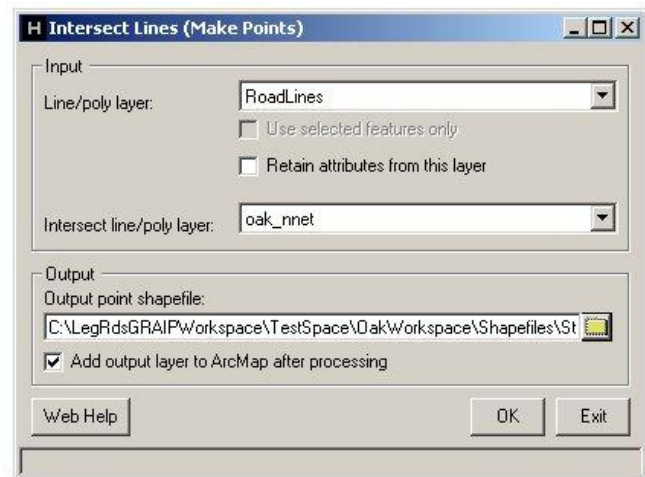 H Intersect Lines (Make Points)
Input
Line/poly layer:
RoadLines
Use selected features only
Retain attributes from this layer
Intersect line/poly layer:
oak_nnet
Output
Output point shapefile:
C:\LegRdsGRAIPWorkspace\TestSpace\OakWorkspace\Shapefiles\St
Add output layer to ArcMap after processing
Web Help
OK
Exit